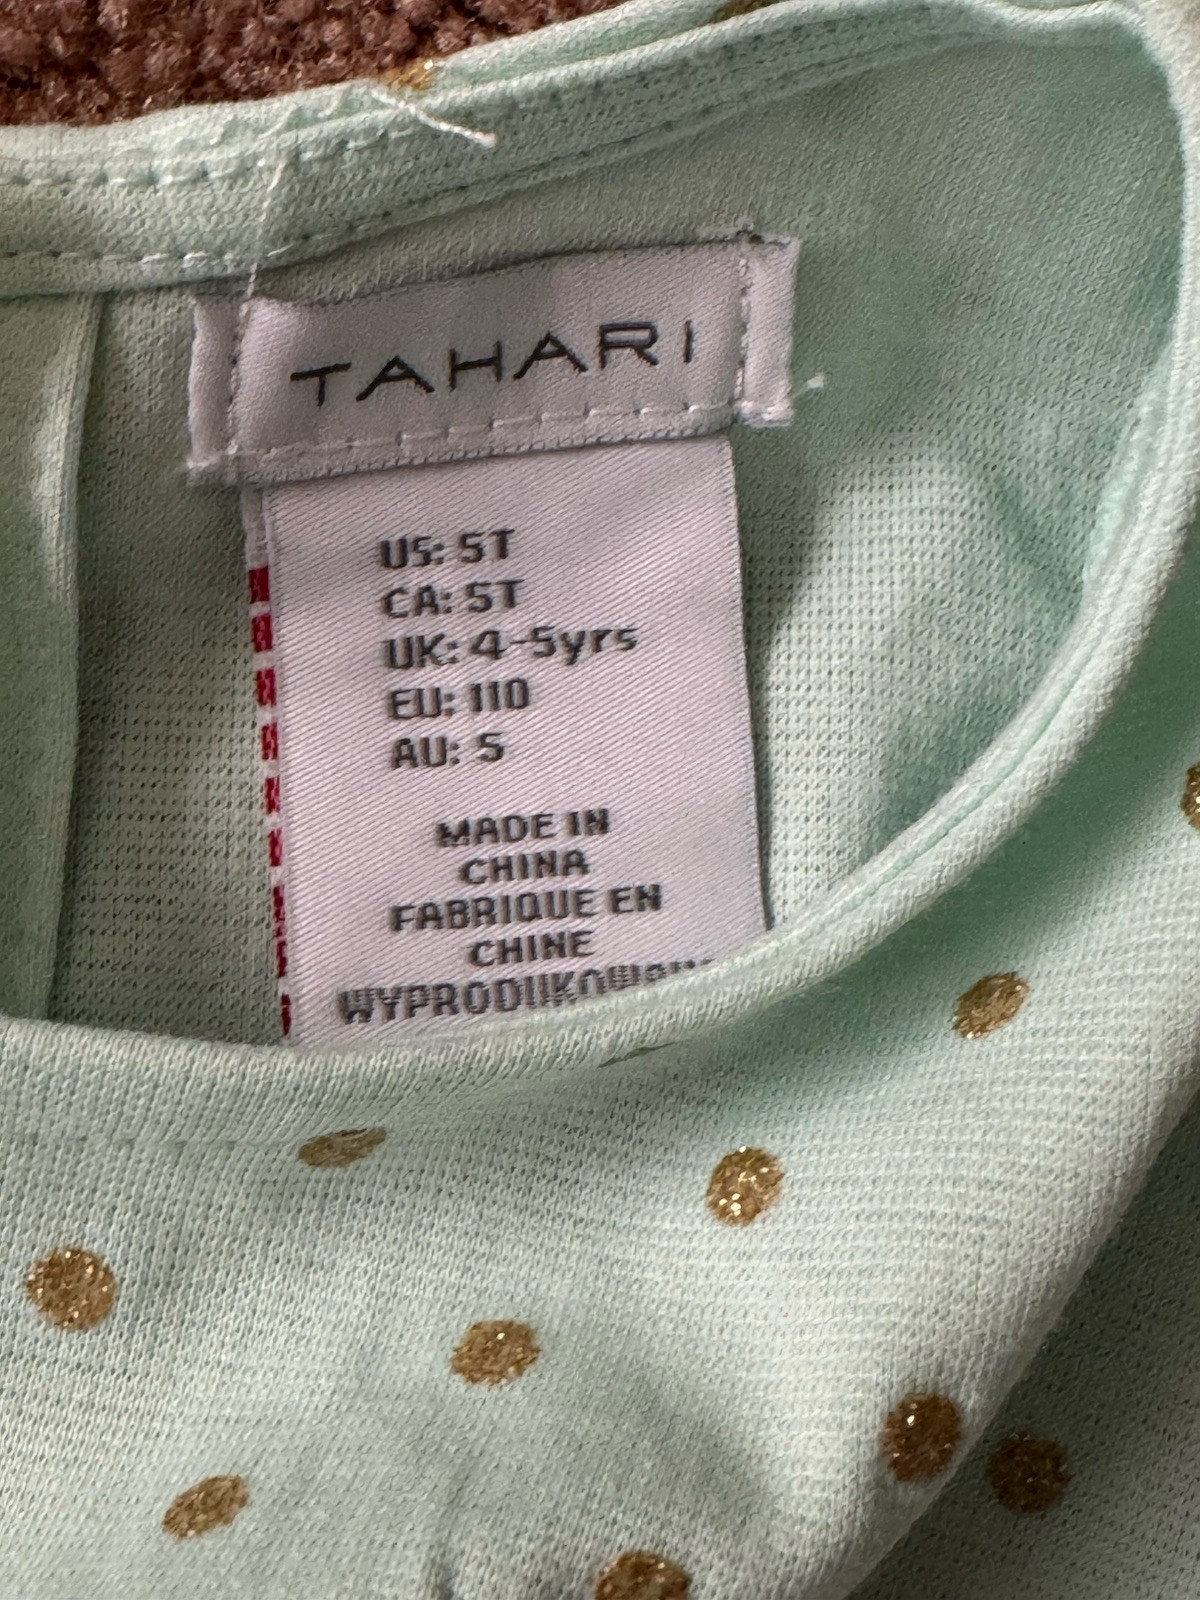 TAHARI
US: 5T
CA: 5T
UK: 4-5yrs
EU: 110
AU: 5
MADE IN
CHINA
FABRIQUE EN
CHINE